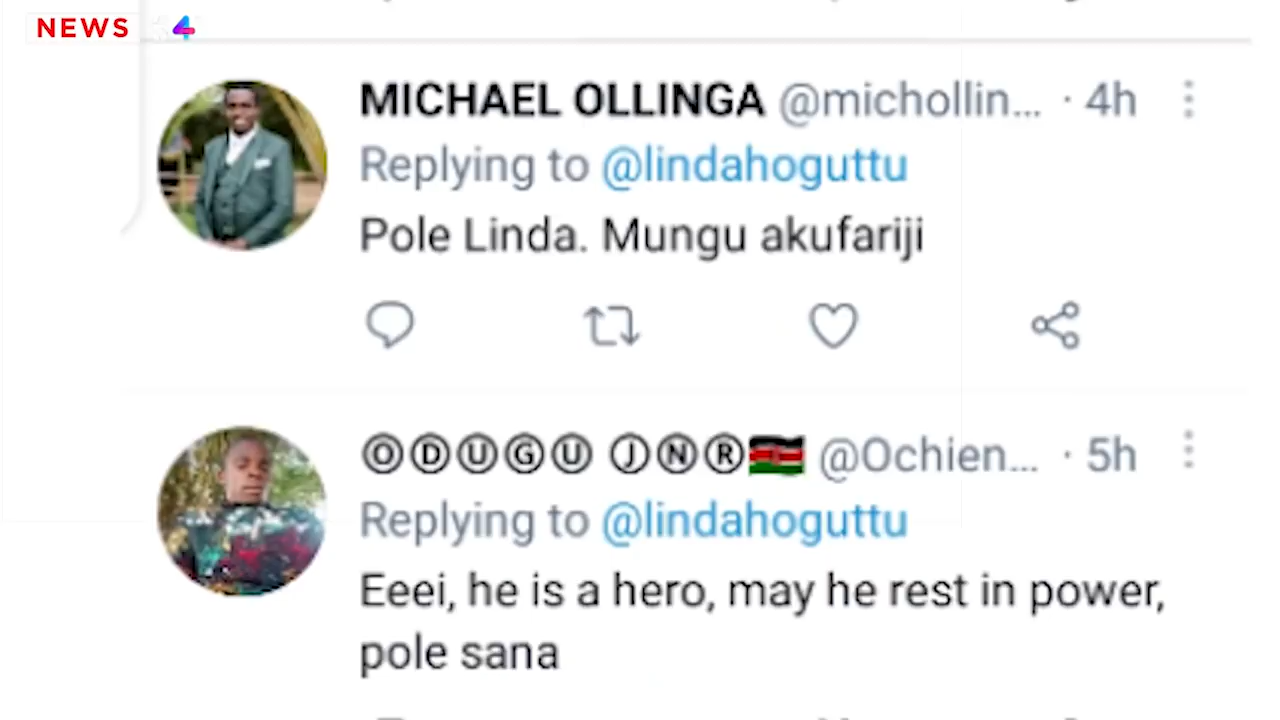 NEWS 4
MICHAEL OLLINGA @michollin... · 4h
Replying to @lindahoguttu
Pole Linda. Mungu akufariji
ⓄⒹⓊⒼⓊ ⒿⓃⓇ🇰🇪 @Ochien... · 5h
Replying to @lindahoguttu
Eeei, he is a hero, may he rest in power,
pole sana